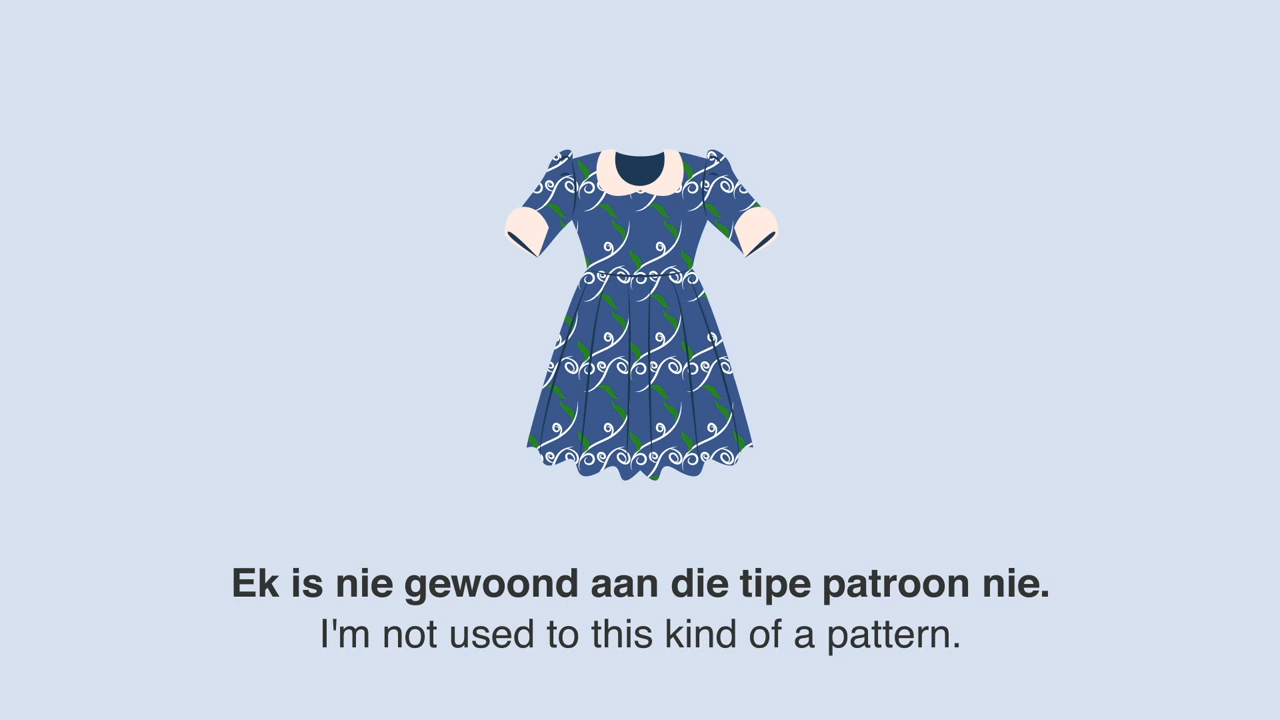 Ek is nie gewoond aan die tipe patroon nie.
I'm not used to this kind of a pattern.